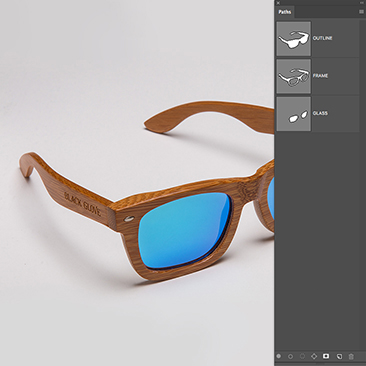 Paths
OUTLINE
FRAME
GLASS
BLACK GLOVE